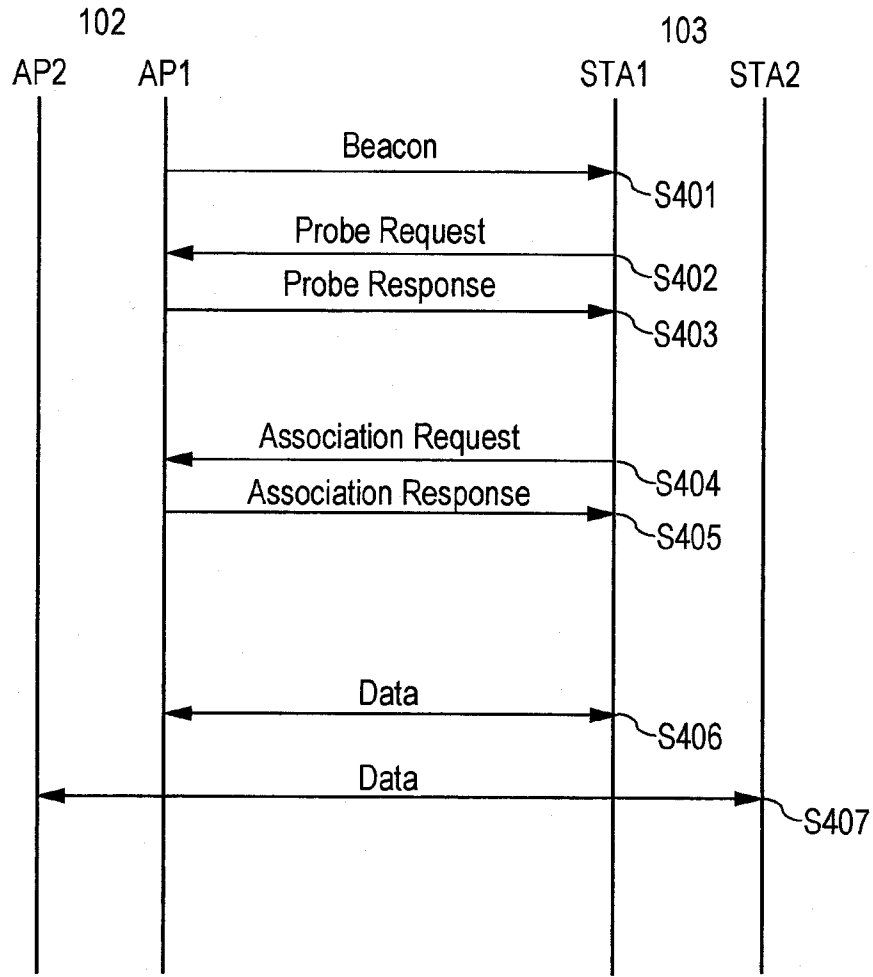 102
103
AP2 AP1 STA1 STA2
Beacon
S401
Probe Request
S402
Probe Response
S403
Association Request
S404
Association Response
S405
Data
S406
Data
S407